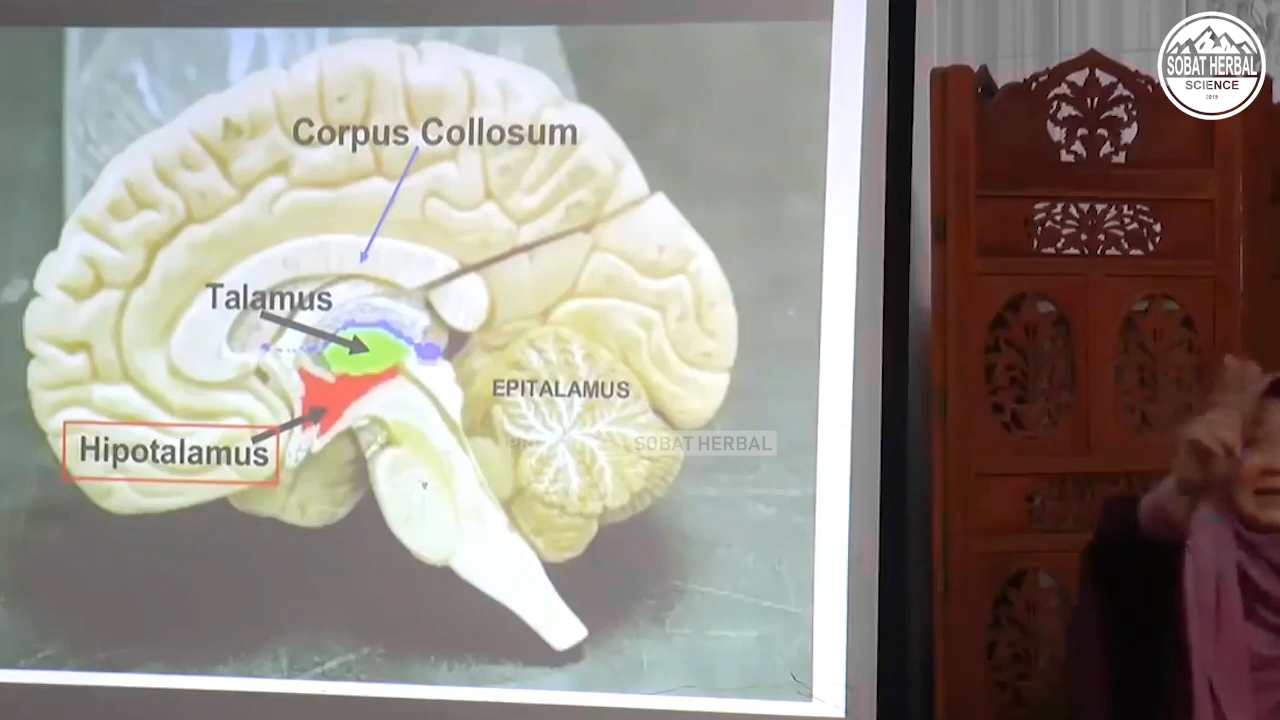 SOBAT HERBAL
SCIENCE
2019
Corpus Collosum
Talamus
EPITALAMUS
Hipotalamus
SOBAT HERBAL